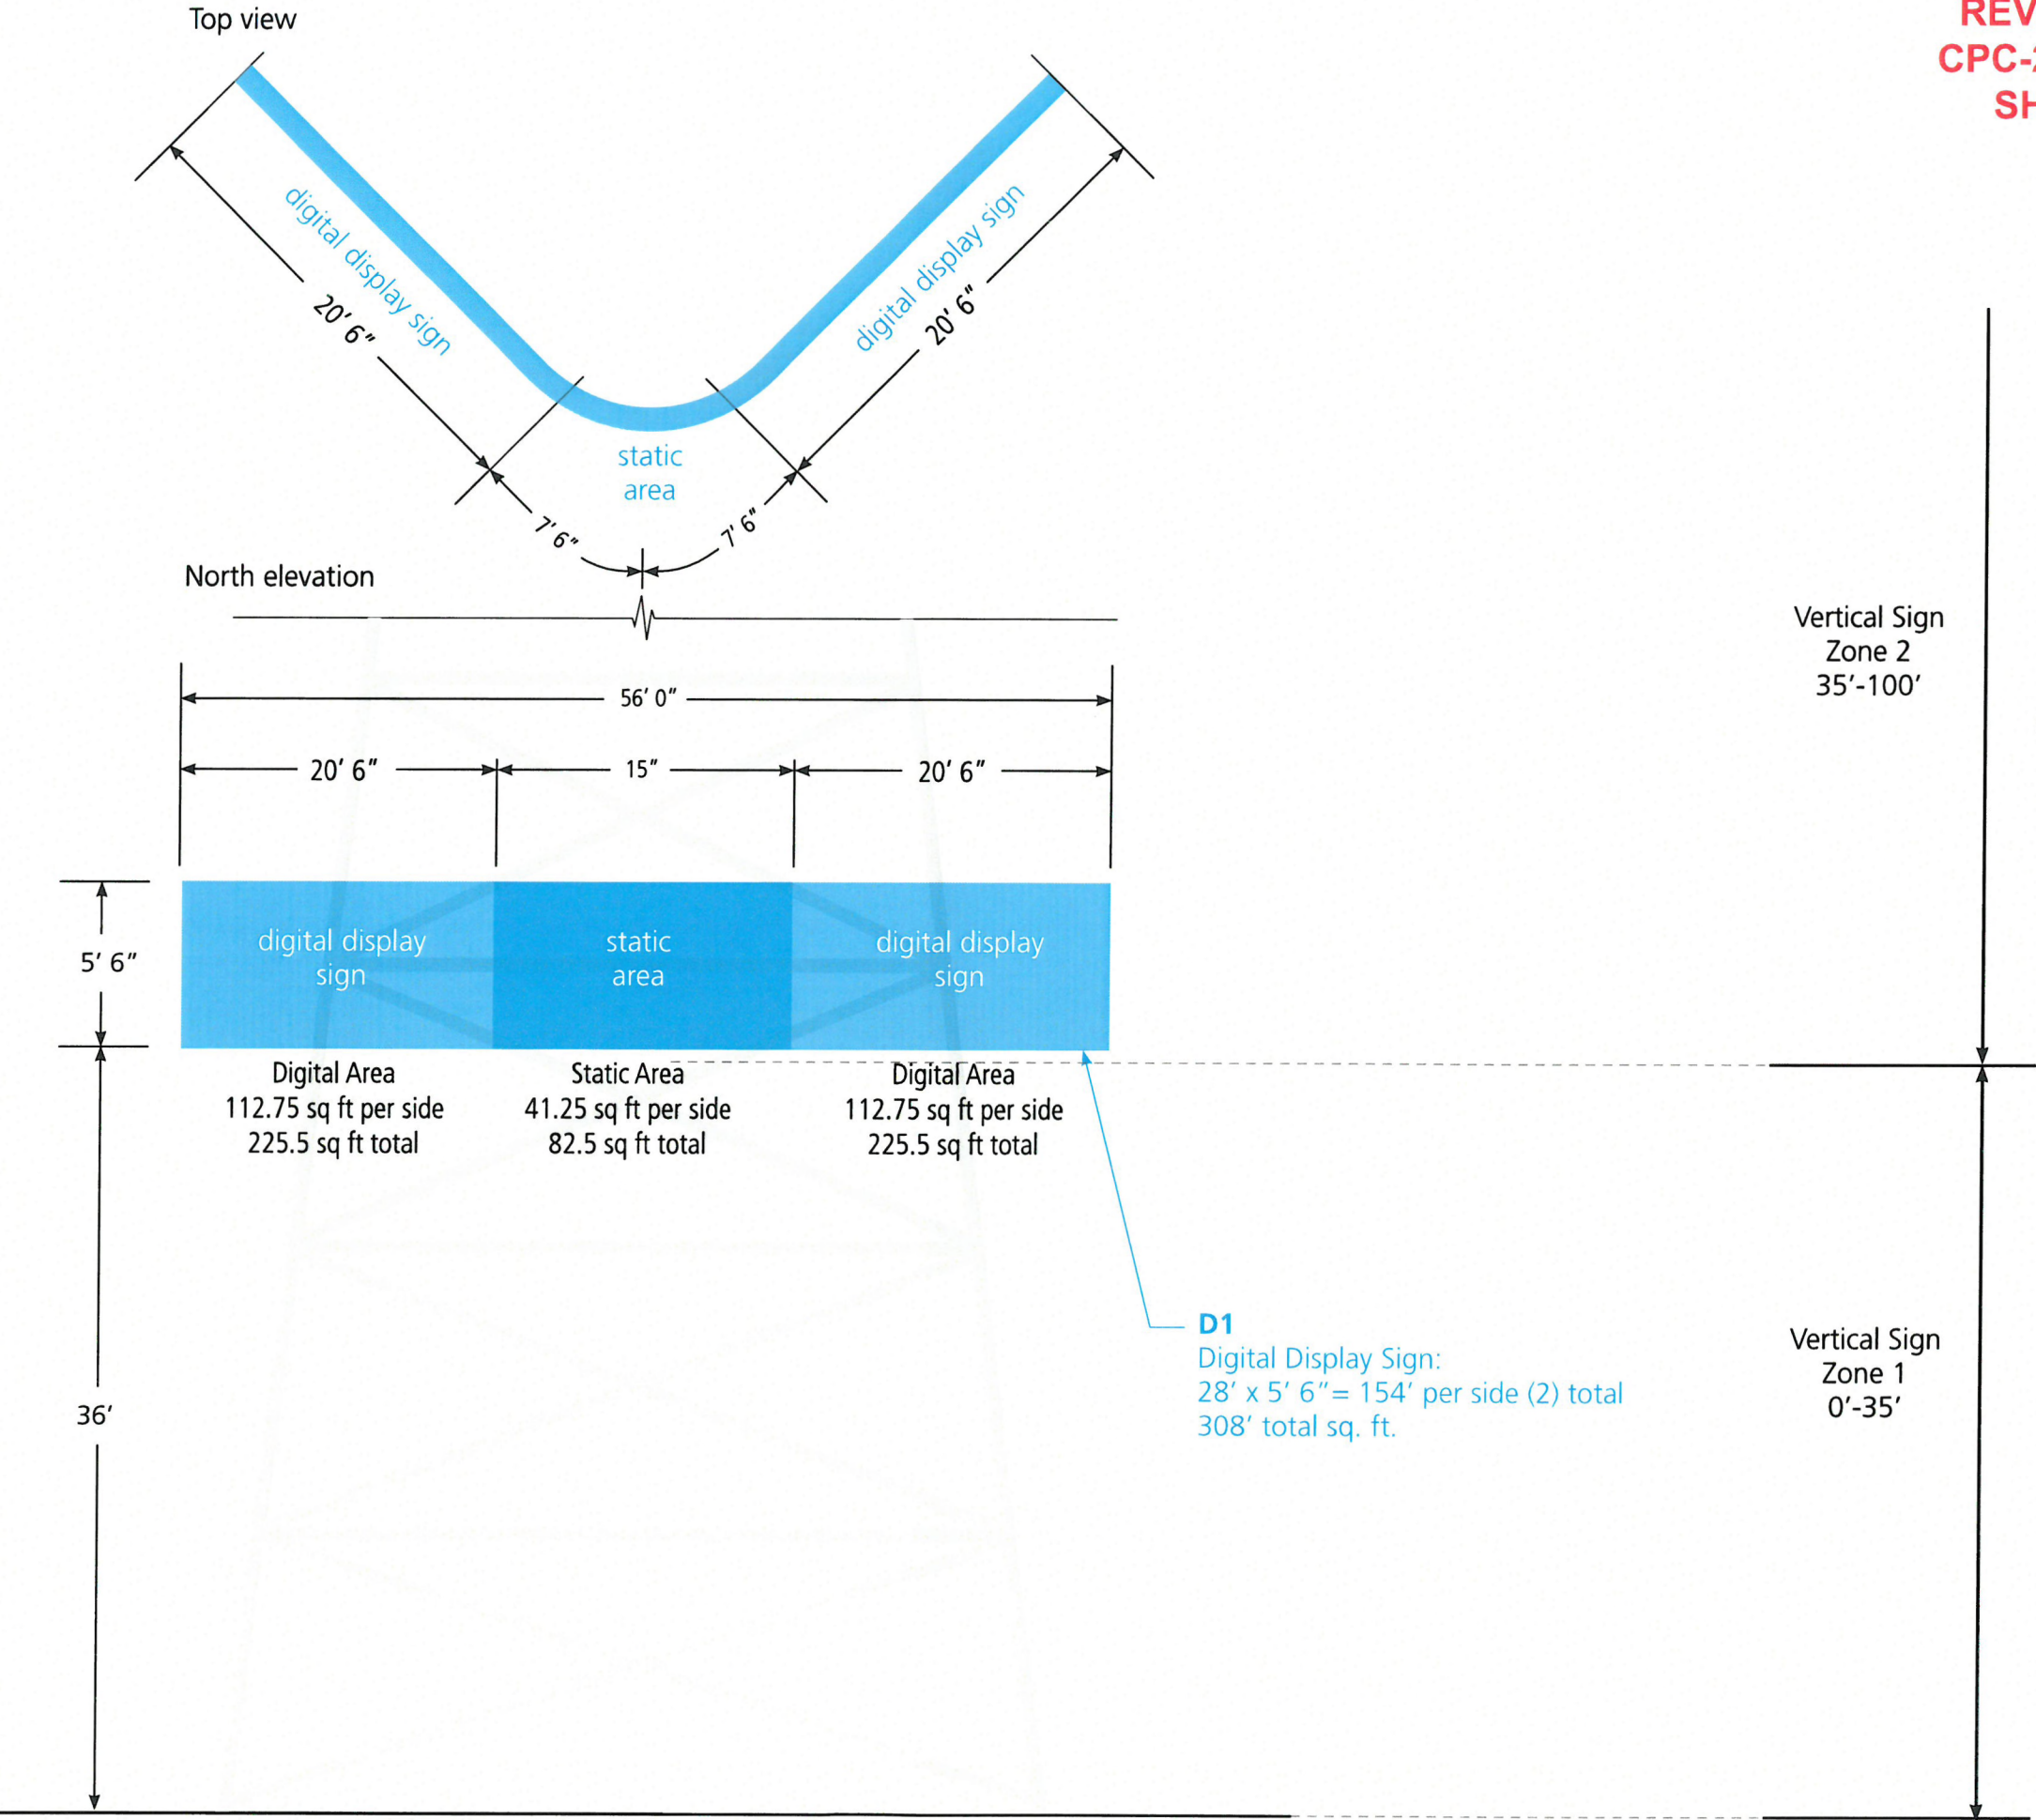 Top view
REV
CPC-2
SH
digital display sign
20' 6"
digital display sign
20' 6"
static
area
7' 6"
7' 6"
North elevation
56' 0"
20' 6"
15"
20' 6"
Vertical Sign
Zone 2
35'-100'
5' 6"
digital display
sign
static
area
digital display
sign
Digital Area
112.75 sq ft per side
225.5 sq ft total
Static Area
41.25 sq ft per side
82.5 sq ft total
Digital Area
112.75 sq ft per side
225.5 sq ft total
36'
D1
Digital Display Sign:
28' x 5' 6"= 154' per side (2) total
308' total sq. ft.
Vertical Sign
Zone 1
0'-35'